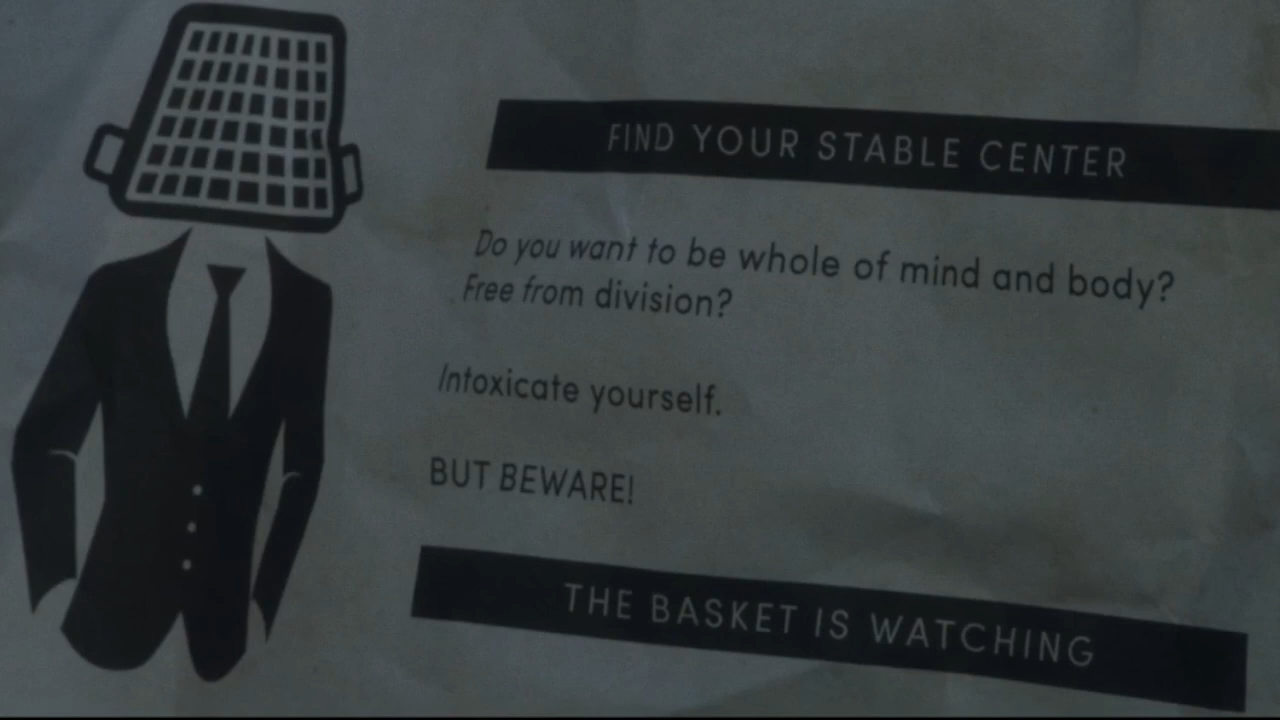 FIND YOUR STABLE CENTER
Do you want to be whole of mind and body?
Free from division?
Intoxicate yourself.
BUT BEWARE!
THE BASKET IS WATCHING